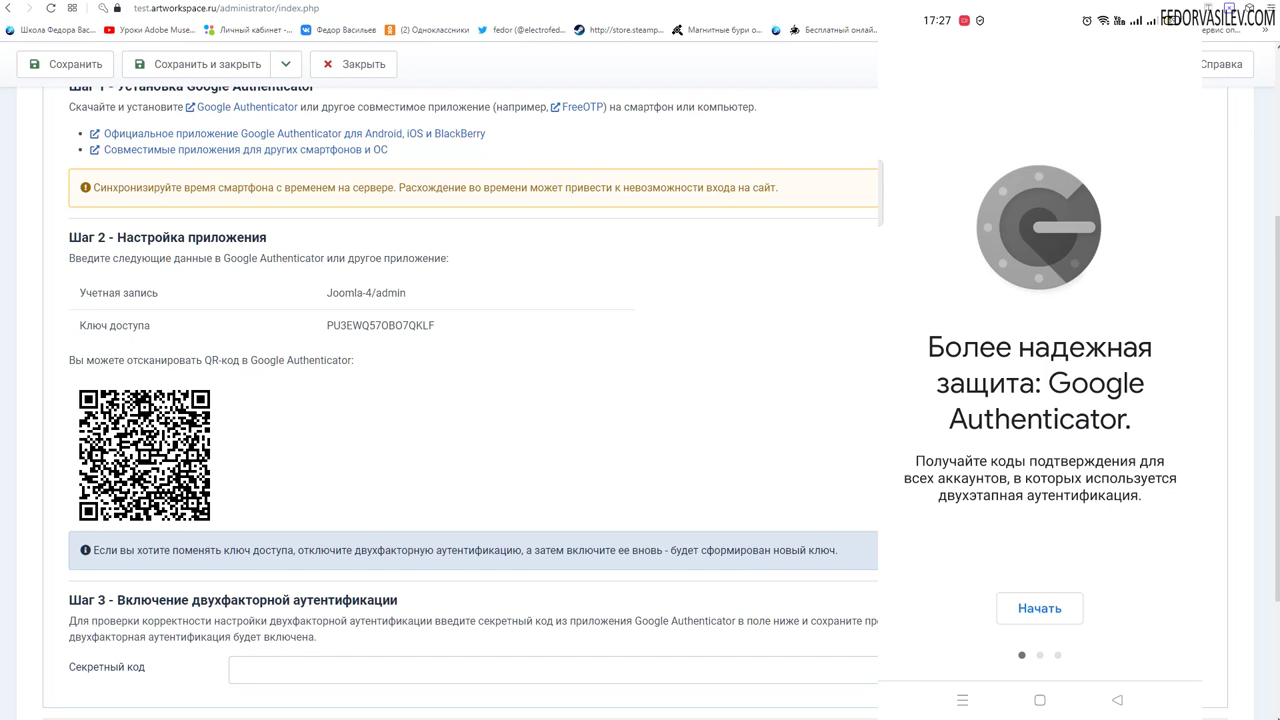 test.artworkspace.ru/administrator/index.php
FEDORVASILEV.COM
Школа Федора Вас...
Уроки Adobe Muse...
Личный кабинет -...
Федор Васильев
(2) Одноклассники
fedor (@electrofed...
http://store.steamp...
Магнитные бури о...
Бесплатный онлай...
17:27
Сохранить
Сохранить и закрыть
Закрыть
Справка
Шаг 1 - Установка Google Authenticator
Скачайте и установите Google Authenticator или другое совместимое приложение (например, FreeOTP) на смартфон или компьютер.
Официальное приложение Google Authenticator для Android, iOS и BlackBerry
Совместимые приложения для других смартфонов и ОС
Синхронизируйте время смартфона с временем на сервере. Расхождение во времени может привести к невозможности входа на сайт.
Шаг 2 - Настройка приложения
Введите следующие данные в Google Authenticator или другое приложение:
Учетная запись Joomla-4/admin
Ключ доступа PU3EWQ57OBO7QKLF
Вы можете отсканировать QR-код в Google Authenticator:
Если вы хотите поменять ключ доступа, отключите двухфакторную аутентификацию, а затем включите ее вновь - будет сформирован новый ключ.
Шаг 3 - Включение двухфакторной аутентификации
Для проверки корректности настройки двухфакторной аутентификации введите секретный код из приложения Google Authenticator в поле ниже и сохраните пр
двухфакторная аутентификация будет включена.
Секретный код
Более надежная
защита: Google
Authenticator.
Получайте коды подтверждения для
всех аккаунтов, в которых используется
двухэтапная аутентификация.
Начать